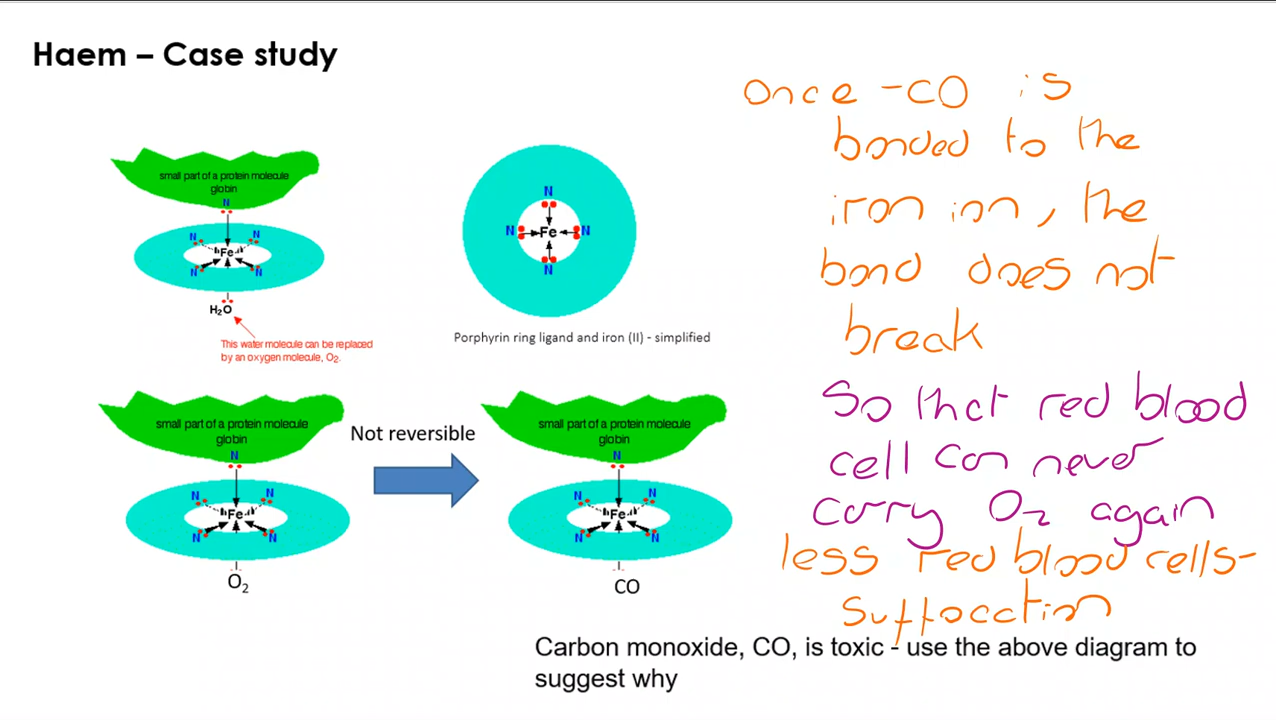 Haem – Case study
small part of a protein molecule
globin
N
N
N
Fe
N
N
H₂O
This water molecule can be replaced
by an oxygen molecule, O₂.
N
N
Fe
N
N
Porphyrin ring ligand and iron (II) - simplified
small part of a protein molecule
globin
N
N
N
Fe
N
N
O₂
Not reversible
small part of a protein molecule
globin
N
N
N
Fe
N
N
CO
once -CO is
bonded to the
iron ion, the
bond does not
break
So that red blood
cell can never
carry O₂ again
less red blood cells-
suffocation
Carbon monoxide, CO, is toxic - use the above diagram to
suggest why